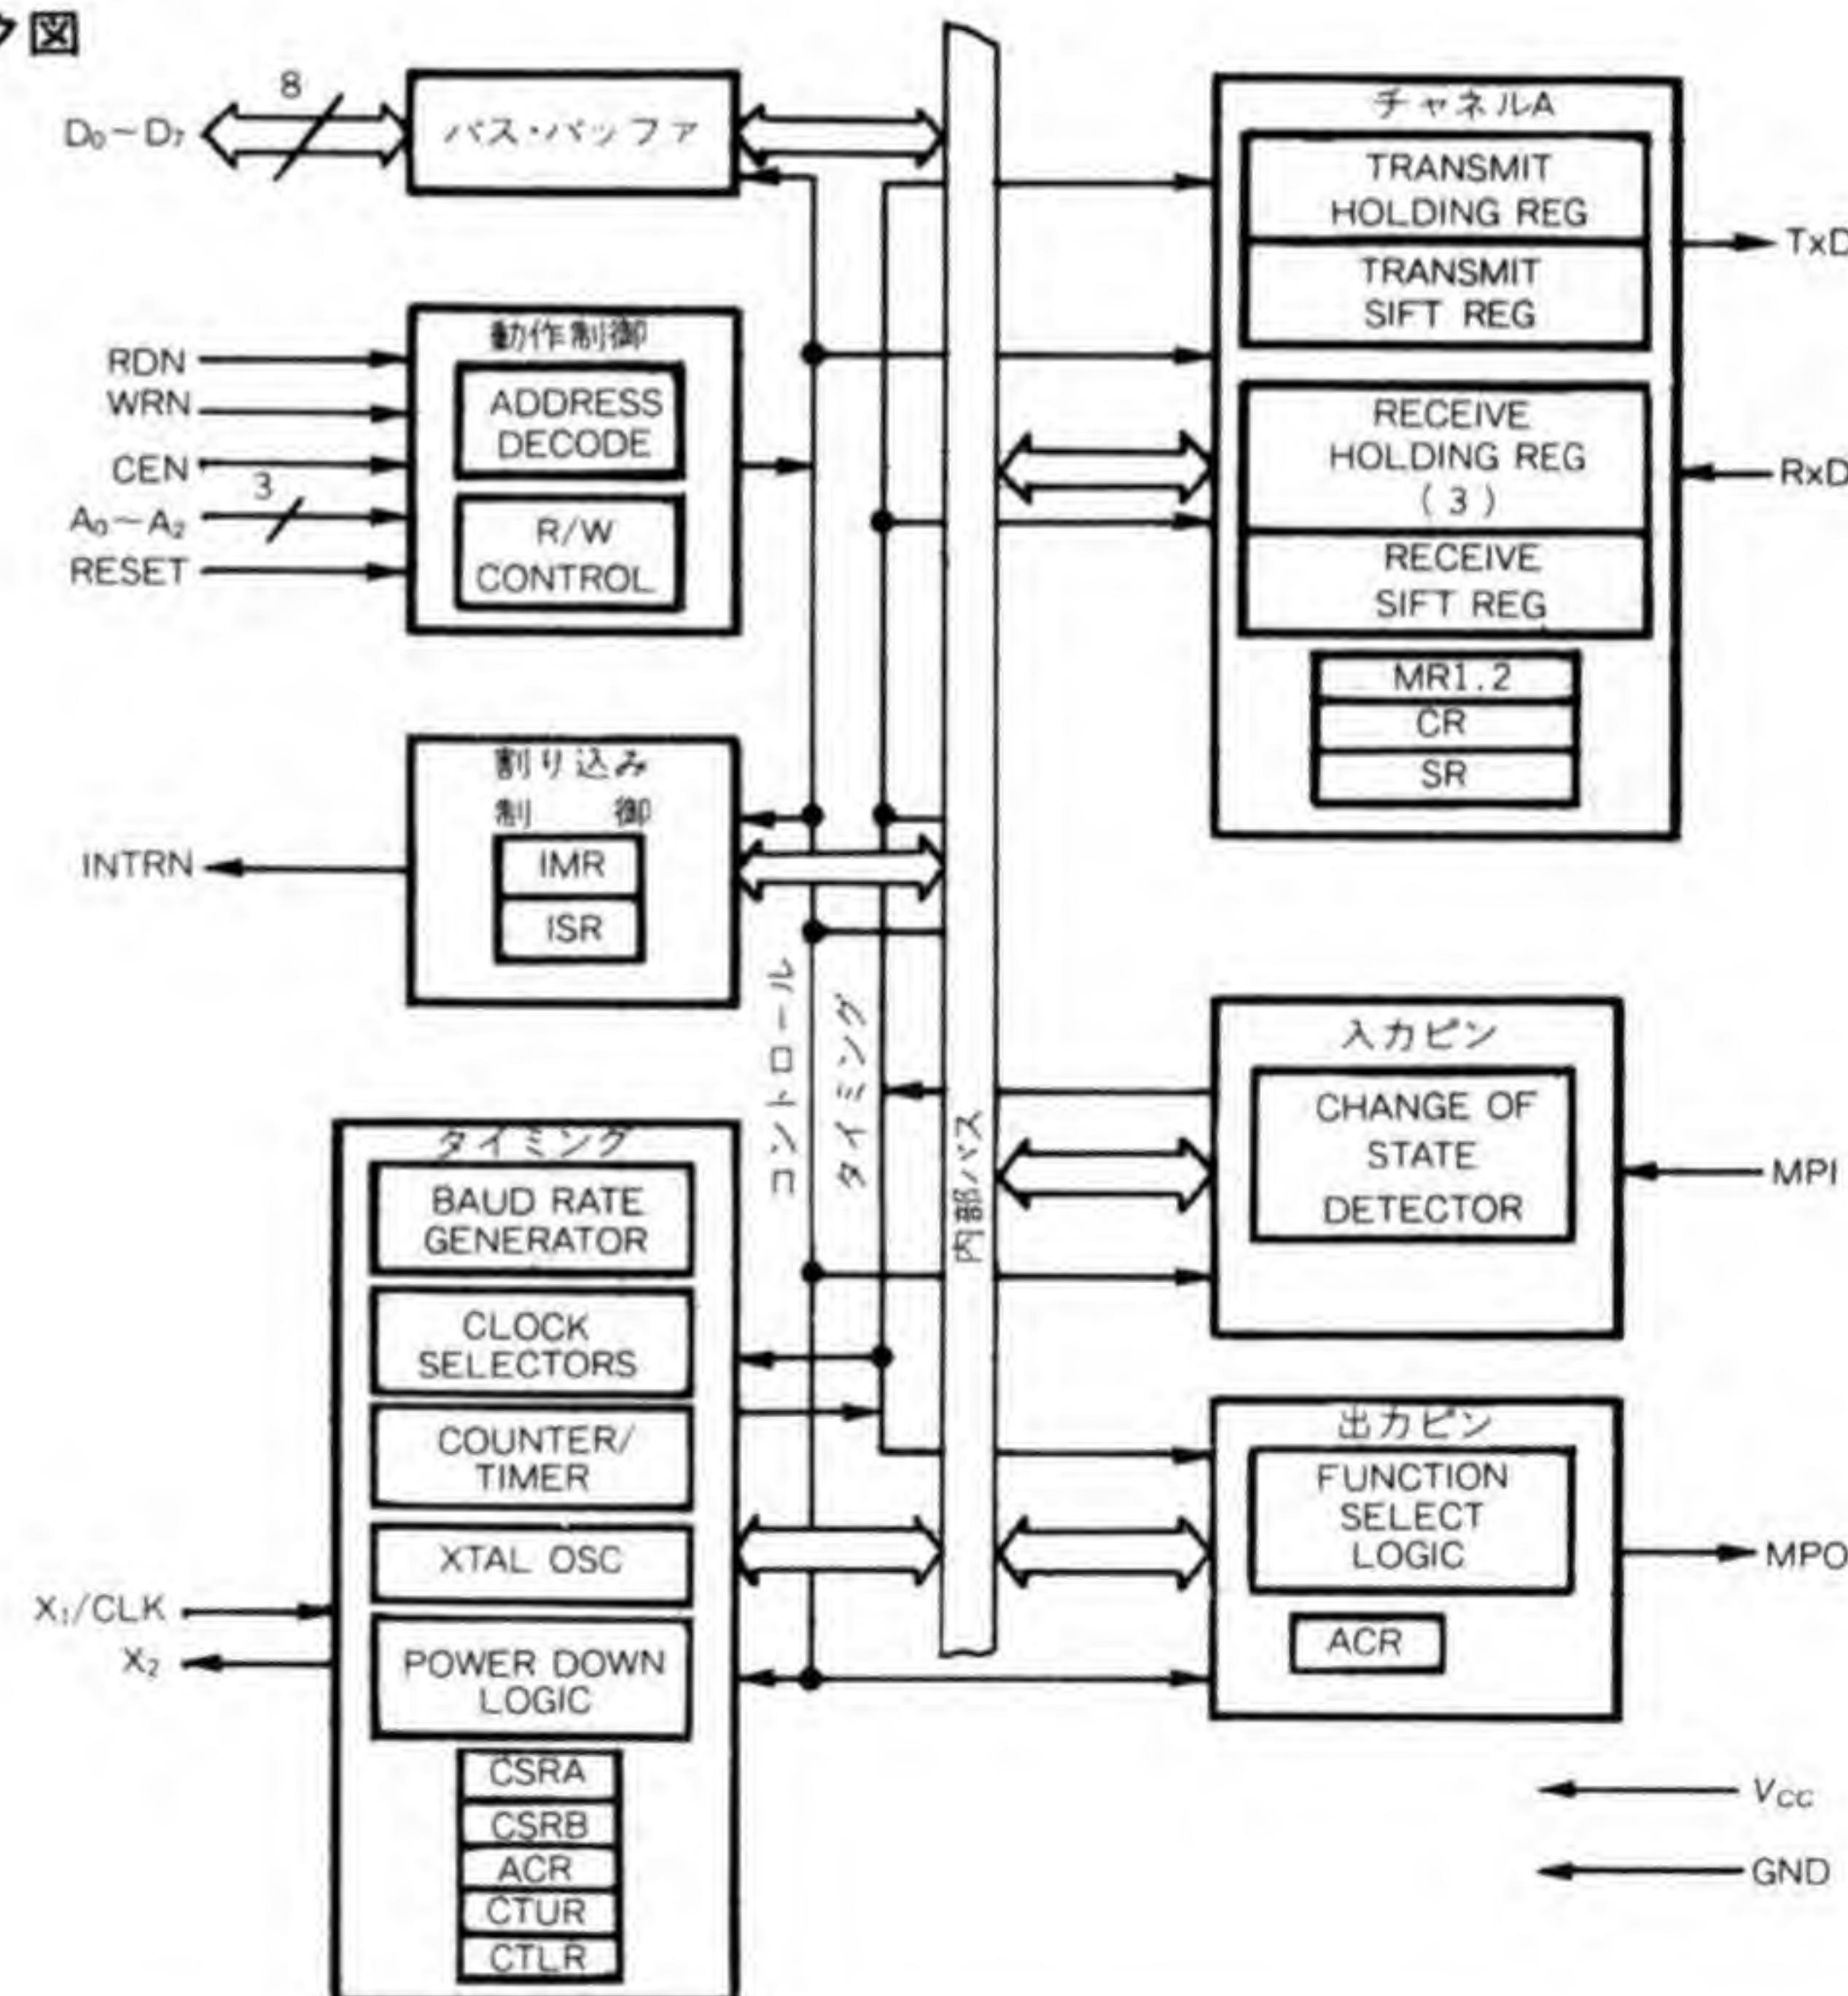 ク図
8
D₀~D₇
バス・バッファ
動作制御
RDN
WRN
CEN
3
A₀~A₂
RESET
ADDRESS
DECODE
R/W
CONTROL
割り込み
制 御
INTRN
IMR
ISR
コントロール
タイミング
内部バス
タイミング
BAUD RATE
GENERATOR
CLOCK
SELECTORS
COUNTER/
TIMER
XTAL OSC
X₁/CLK
X₂
POWER DOWN
LOGIC
CSRA
CSRB
ACR
CTUR
CTLR
チャネルA
TRANSMIT
HOLDING REG
TRANSMIT
SIFT REG
TxD
RECEIVE
HOLDING REG
(3)
RECEIVE
SIFT REG
RxD
MR1.2
CR
SR
入力ピン
CHANGE OF
STATE
DETECTOR
MPI
出力ピン
FUNCTION
SELECT
LOGIC
MPO
ACR
Vcc
GND